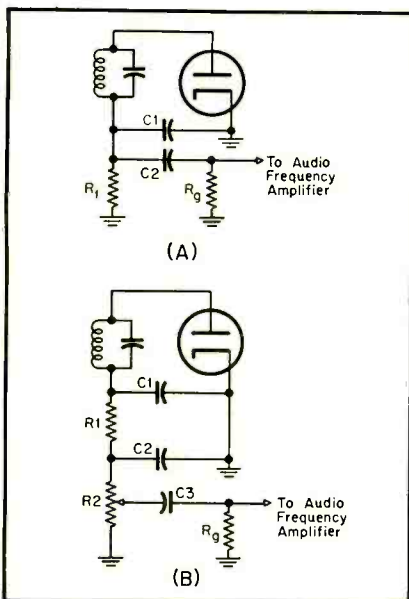 C1
To Audio
Frequency
Amplifier
C2
R1
Rg
(A)
C1
R1
C2
R2
C3
To Audio
Frequency
Amplifier
Rg
(B)